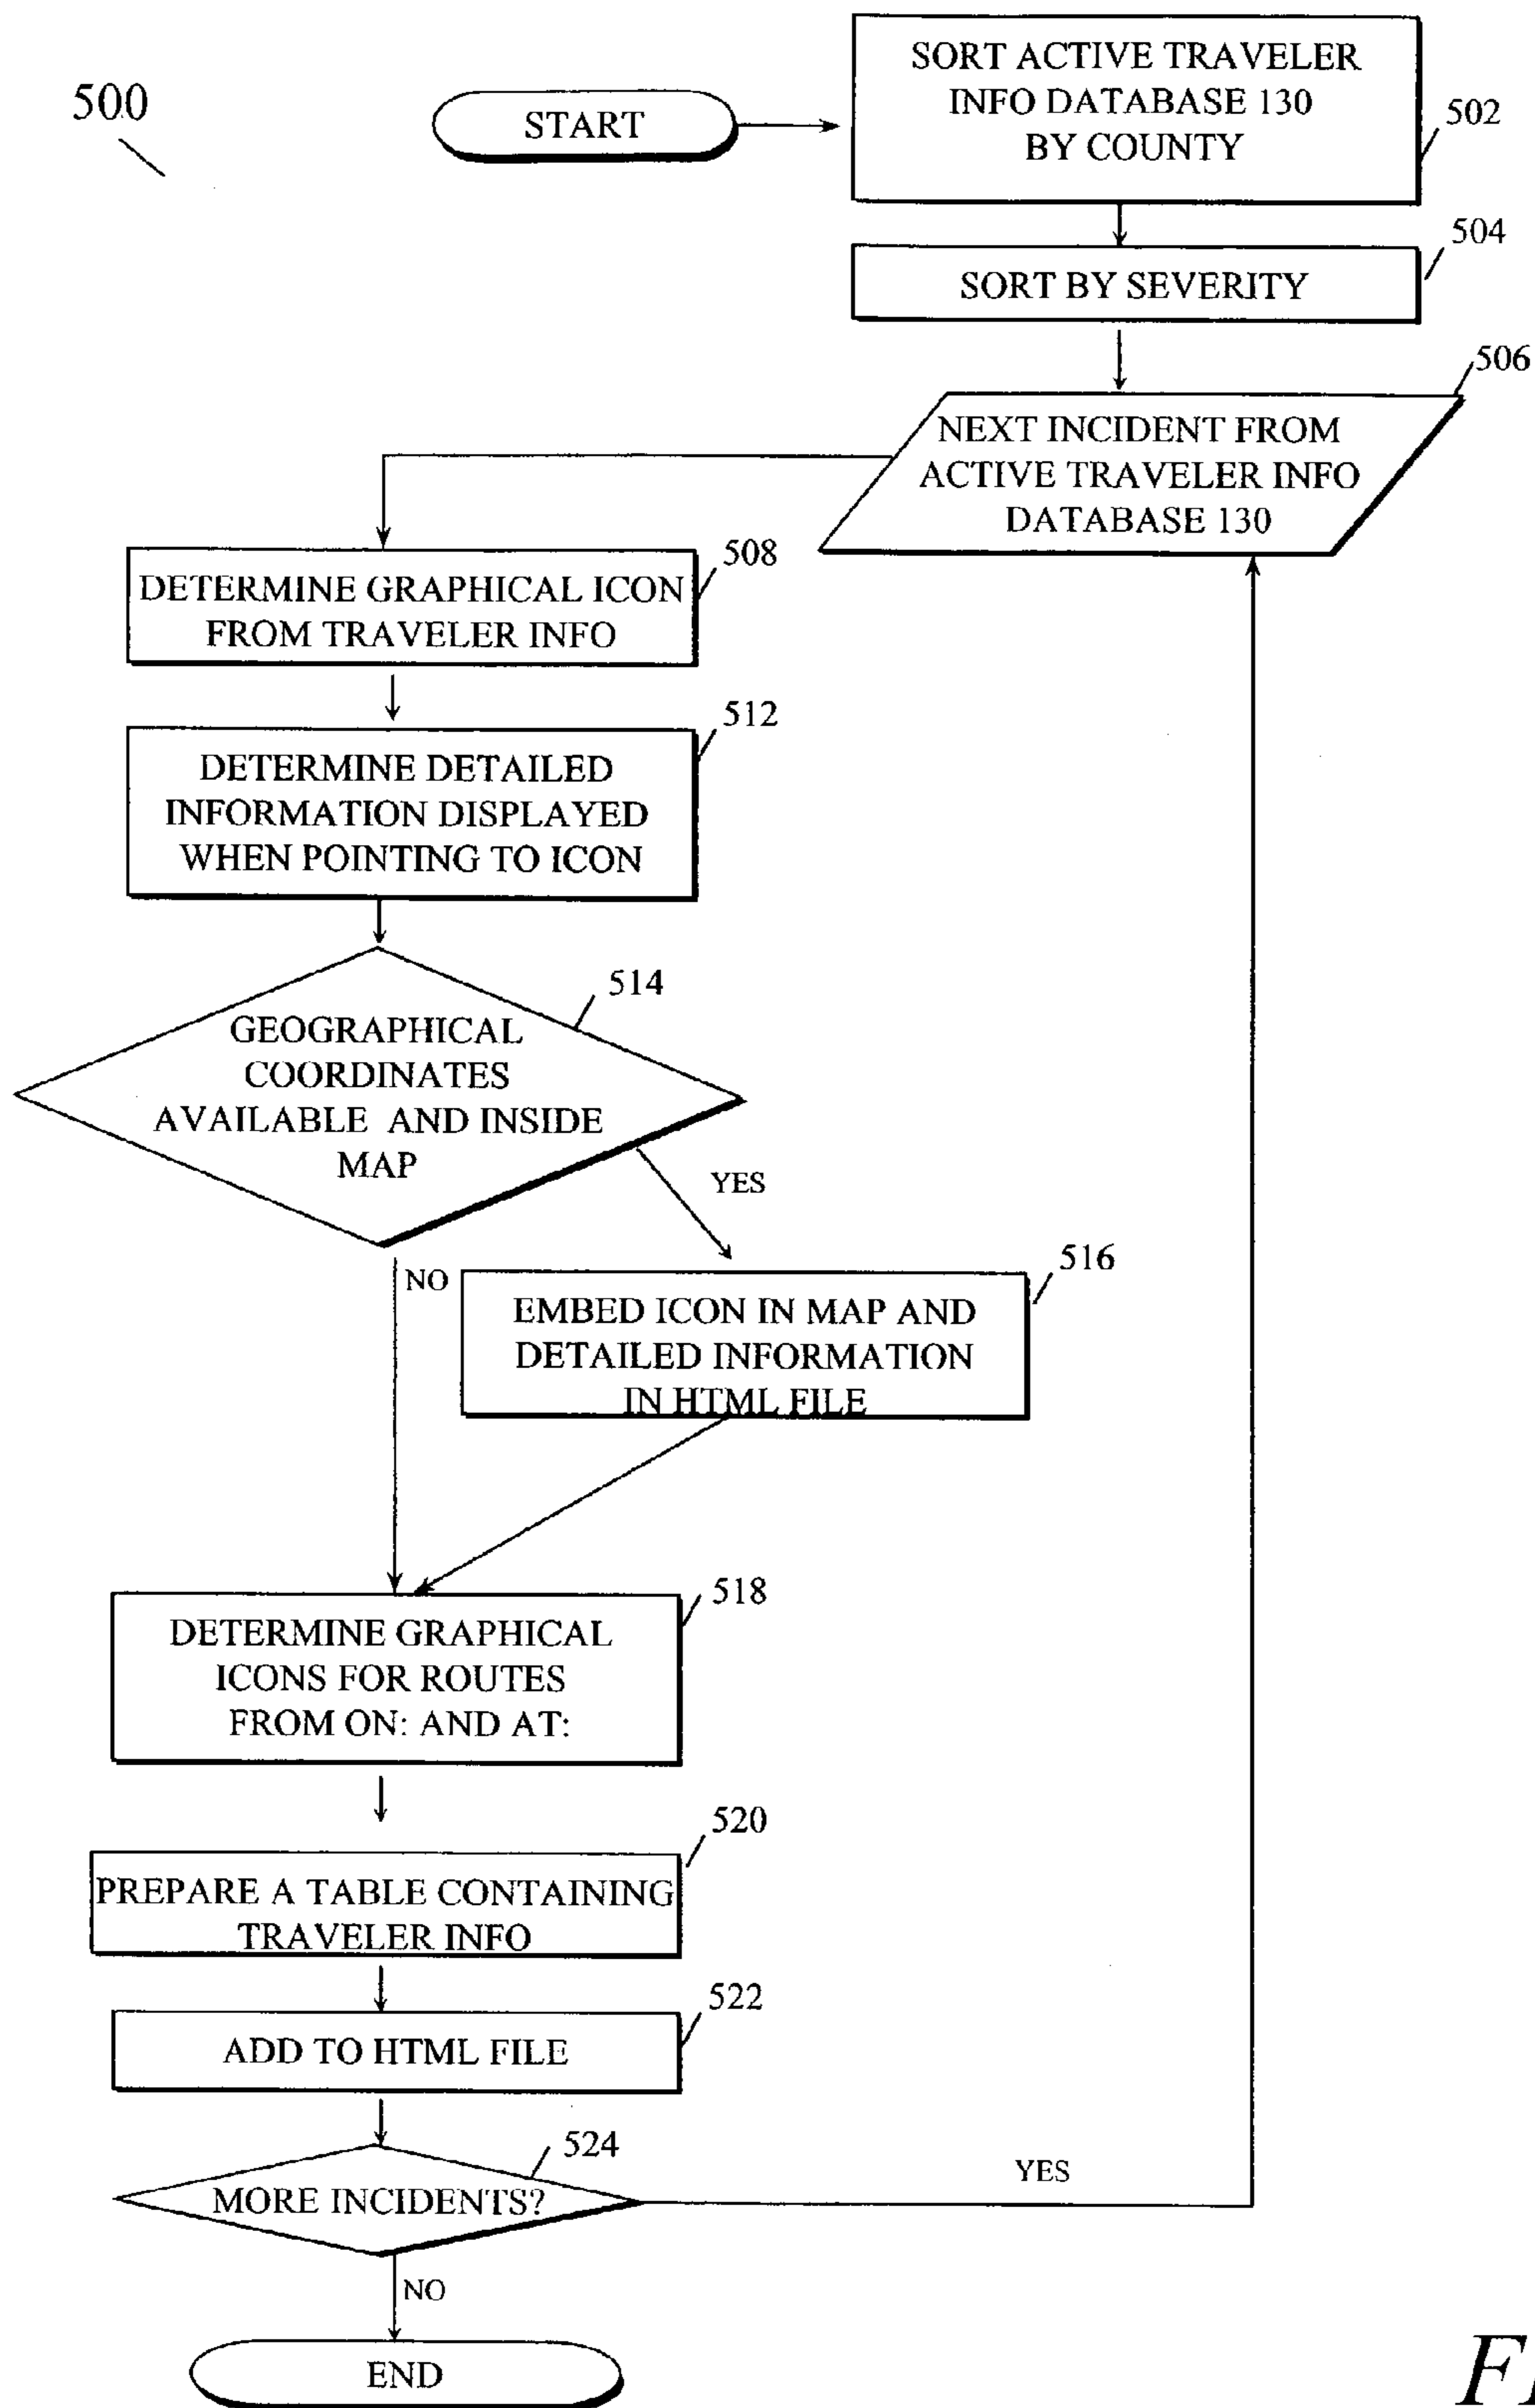 500
START
SORT ACTIVE TRAVELER
INFO DATABASE 130
BY COUNTY
502
504
SORT BY SEVERITY
506
NEXT INCIDENT FROM
ACTIVE TRAVELER INFO
DATABASE 130
508
DETERMINE GRAPHICAL ICON
FROM TRAVELER INFO
512
DETERMINE DETAILED
INFORMATION DISPLAYED
WHEN POINTING TO ICON
514
GEOGRAPHICAL
COORDINATES
AVAILABLE AND INSIDE
MAP
YES
NO
516
EMBED ICON IN MAP AND
DETAILED INFORMATION
IN HTML FILE
518
DETERMINE GRAPHICAL
ICONS FOR ROUTES
FROM ON: AND AT:
520
PREPARE A TABLE CONTAINING
TRAVELER INFO
522
ADD TO HTML FILE
524
MORE INCIDENTS?
YES
NO
END